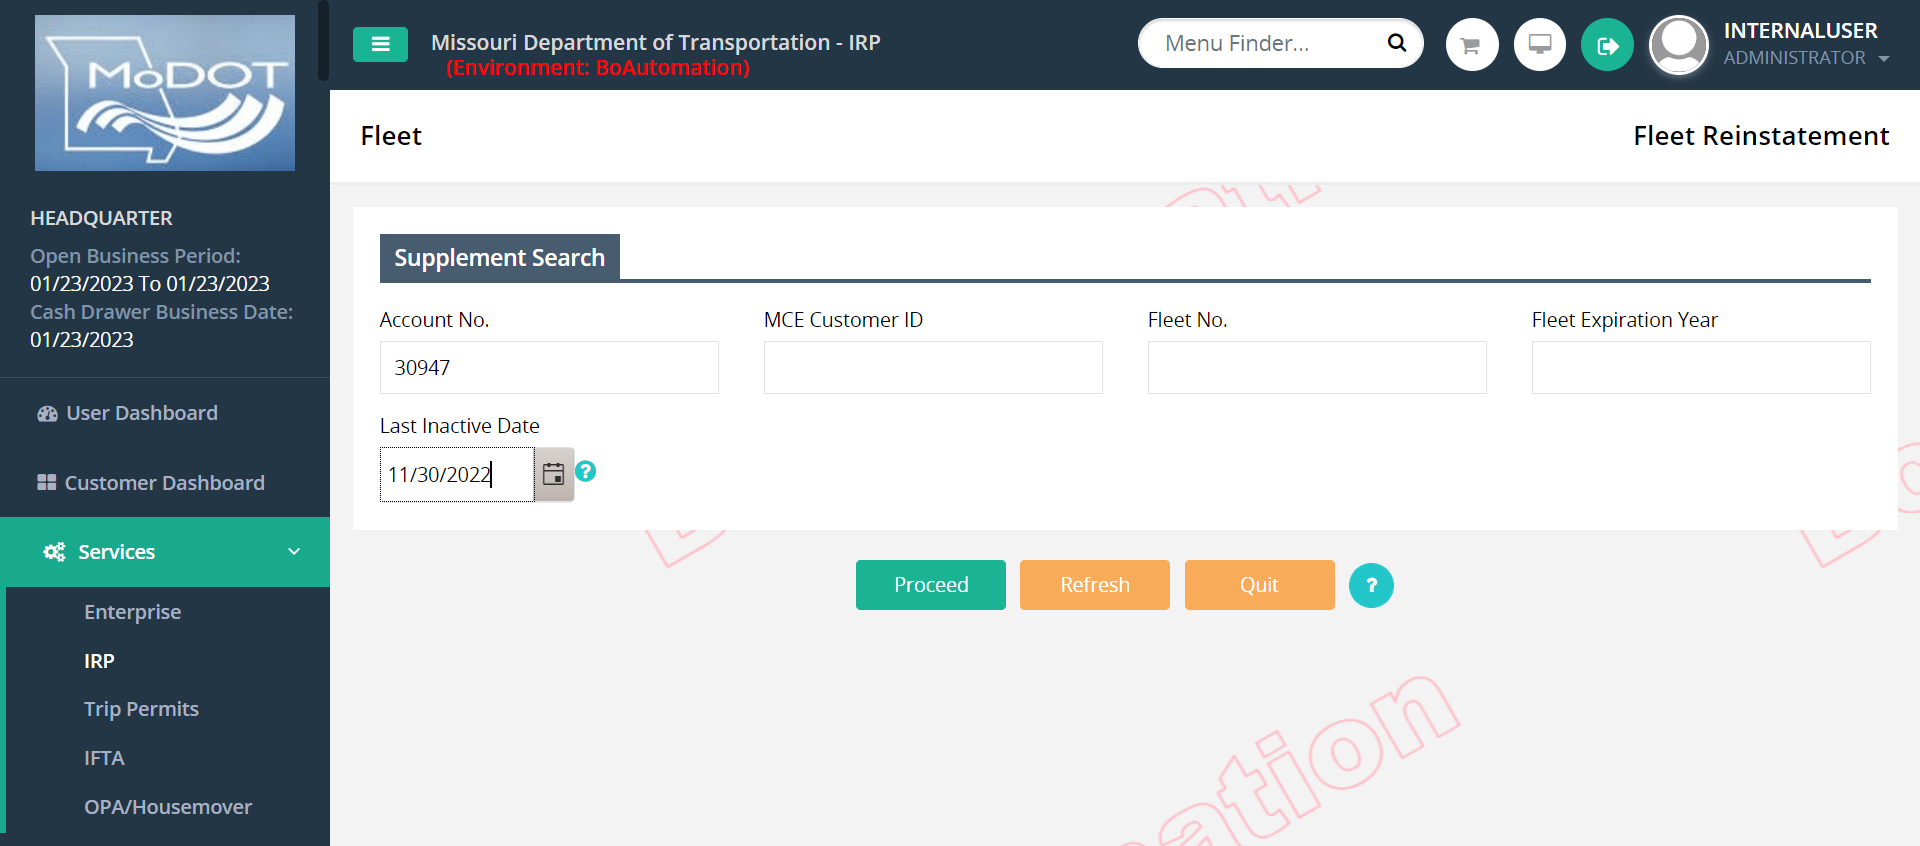 MoDOT
Missouri Department of Transportation - IRP
(Environment: BoAutomation)
Menu Finder...
INTERNALUSER
ADMINISTRATOR
Fleet
Fleet Reinstatement
HEADQUARTER
Open Business Period:
01/23/2023 To 01/23/2023
Cash Drawer Business Date:
01/23/2023
User Dashboard
Customer Dashboard
Services
Enterprise
IRP
Trip Permits
IFTA
OPA/Housemover
Supplement Search
Account No.
MCE Customer ID
Fleet No.
Fleet Expiration Year
30947
Last Inactive Date
11/30/2022
?
Proceed
Refresh
Quit
?